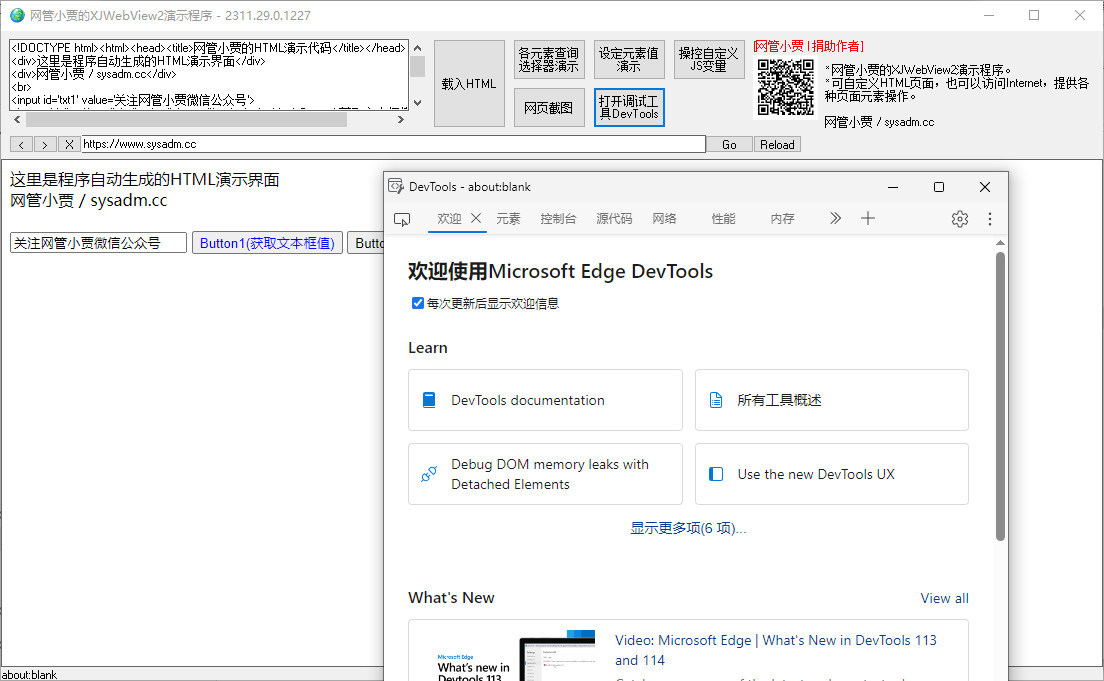 网管小贾的XJWebView2演示程序 - 2311.29.0.1227
<!DOCTYPE html><html><head><title>网管小贾的HTML演示代码</title></head>
<div>这里是程序自动生成的HTML演示界面</div>
<div>网管小贾 / sysadm.cc</div>
<br>
<input id='txt1' value='关注网管小贾微信公众号'>
载入HTML
各元素查询
选择器演示
设定元素值
演示
操控自定义
JS变量
网页截图
打开调试工
具DevTools
[网管小贾 | 捐助作者]
*网管小贾的XJWebView2演示程序。
*可自定义HTML页面，也可以访问Internet，提供各
种页面元素操作。
网管小贾 / sysadm.cc
< > X https://www.sysadm.cc Go Reload
这里是程序自动生成的HTML演示界面
网管小贾 / sysadm.cc
关注网管小贾微信公众号 Button1(获取文本框值) Butto
DevTools - about:blank
欢迎 元素 控制台 源代码 网络 性能 内存
欢迎使用Microsoft Edge DevTools
每次更新后显示欢迎信息
Learn
DevTools documentation
所有工具概述
Debug DOM memory leaks with
Detached Elements
Use the new DevTools UX
显示更多项(6 项)...
What's New
View all
Microsoft Edge
What's new in
DevTools 113
Video: Microsoft Edge | What's New in DevTools 113
and 114
about:blank